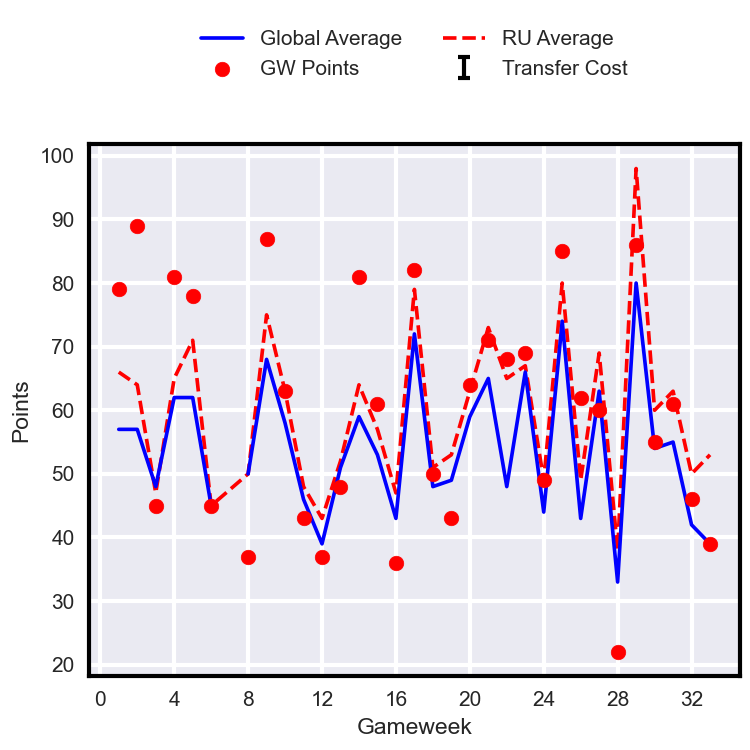 Global Average
RU Average
GW Points
Transfer Cost
100
90
80
70
60
50
40
30
20
Points
0 4 8 12 16 20 24 28 32
Gameweek